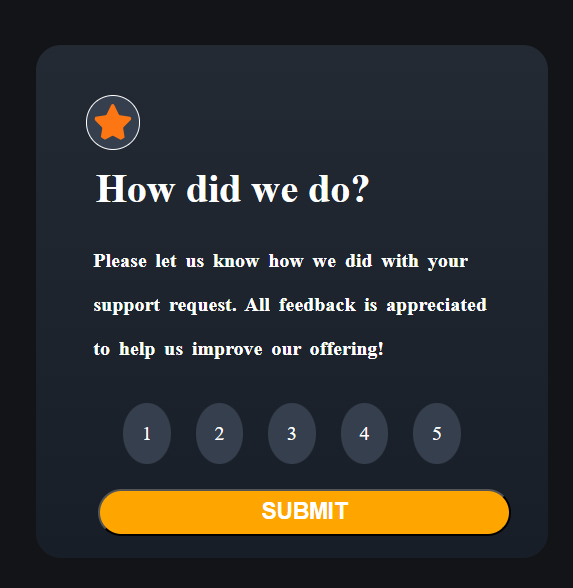 How did we do?
Please let us know how we did with your
support request. All feedback is appreciated
to help us improve our offering!
1 2 3 4 5
SUBMIT